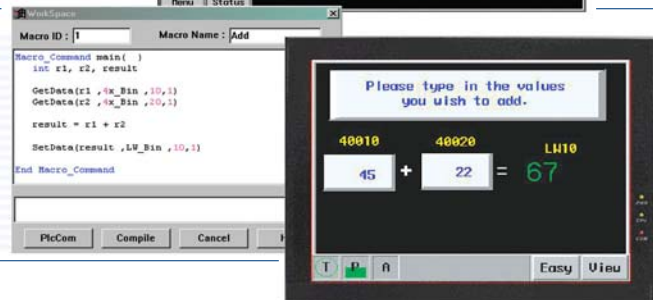 Menu Status
WorkSpace
Macro ID : 1 Macro Name : Add
Macro_Command main( )
int r1, r2, result
GetData(r1 ,4x_Bin ,10,1)
GetData(r2 ,4x_Bin ,20,1)
result = r1 + r2
SetData(result ,LW_Bin ,10,1)
End Macro_Command
PlcCom Compile Cancel
Please type in the values
you wish to add.
40010 40020 LW10
45 + 22 = 67
T P A Easy View